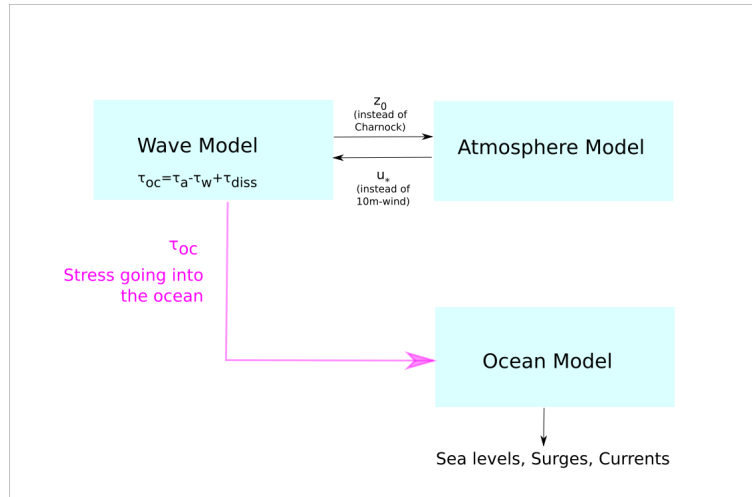 z₀
(instead of
Charnock)
Wave Model
τoc=τa-τw+τdiss
Atmosphere Model
u*
(instead of
10m-wind)
τoc
Stress going into
the ocean
Ocean Model
Sea levels, Surges, Currents